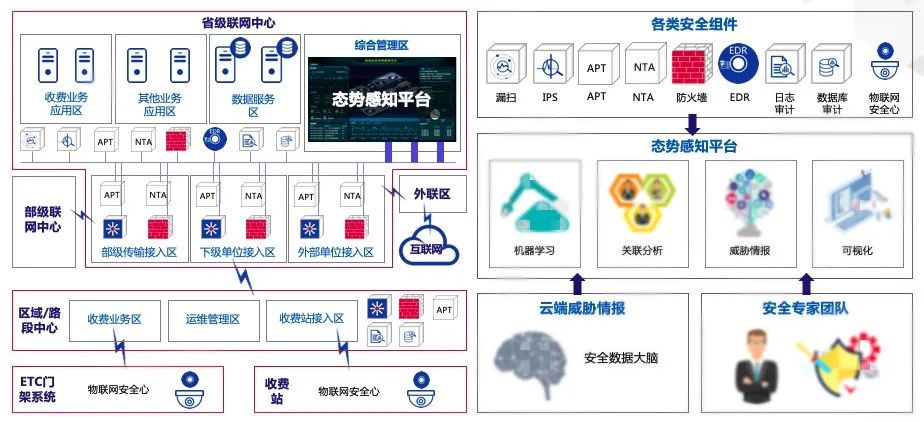 省级联网中心
收费业务
应用区
其他业务
应用区
数据服务
区
综合管理区
态势感知平台
APT
NTA
EDR
APT
NTA
APT
NTA
APT
NTA
部级传输接入区
下级单位接入区
外部单位接入区
部级联
网中心
外联区
互联网
区域/路
段中心
收费业务区
运维管理区
收费站接入区
APT
ETC门
架系统
物联网安全心
收费
站
物联网安全心
各类安全组件
APT
NTA
EDR
漏扫
IPS
APT
NTA
防火墙
EDR
日志
审计
数据库
审计
物联网
安全心
态势感知平台
机器学习
关联分析
威胁情报
可视化
云端威胁情报
安全数据大脑
安全专家团队